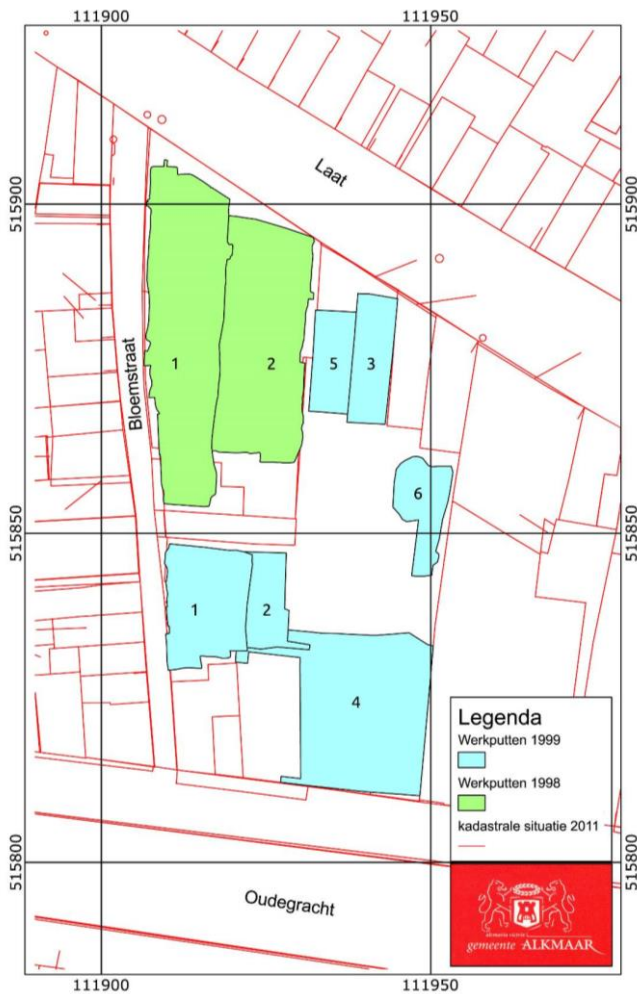 111900
111950
Laat
515900
515900
1
2
5
3
Bloemstraat
6
515850
515850
1
2
4
Legenda
Werkputten 1999
Werkputten 1998
kadastrale situatie 2011
515800
515800
Oudegracht
gemeente ALKMAAR
111900
111950